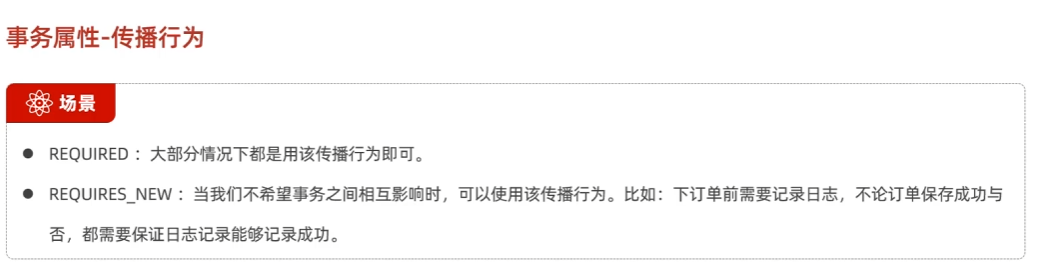 事务属性-传播行为
场景
● REQUIRED ：大部分情况下都是用该传播行为即可。
● REQUIRES_NEW ：当我们不希望事务之间相互影响时，可以使用该传播行为。比如：下订单前需要记录日志，不论订单保存成功与
否，都需要保证日志记录能够记录成功。